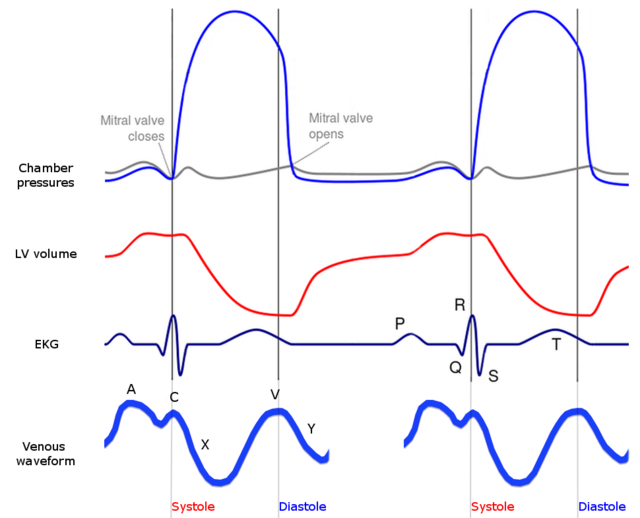 Mitral valve
closes
Mitral valve
opens
Chamber
pressures
LV volume
EKG
P
Q
R
S
T
A
C
X
V
Y
Venous
waveform
Systole
Diastole
Systole
Diastole